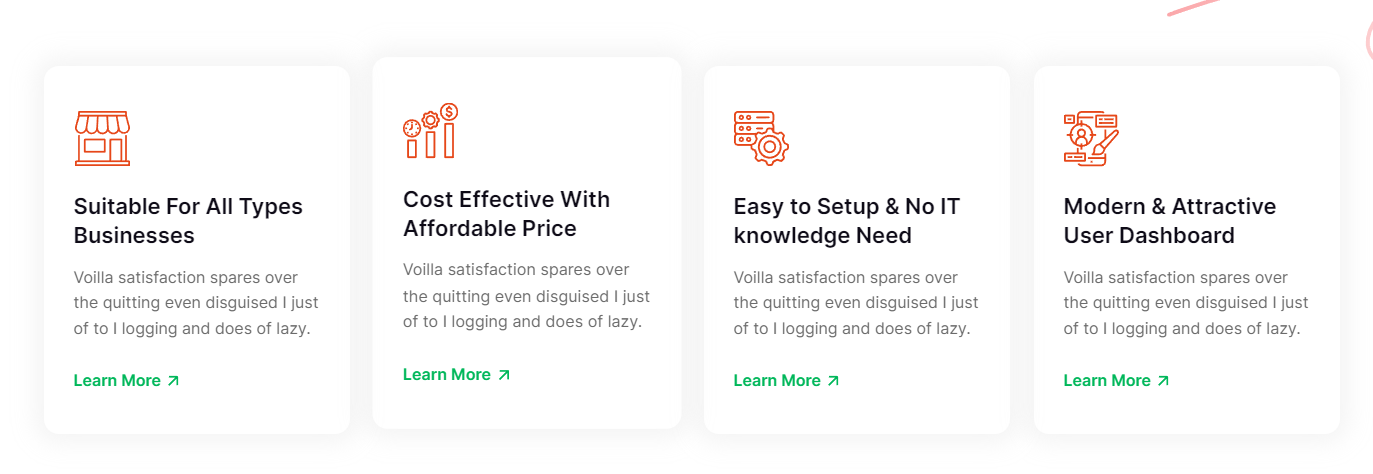 Suitable For All Types
Businesses
Voilla satisfaction spares over
the quitting even disguised I just
of to I logging and does of lazy.
Learn More
$
Cost Effective With
Affordable Price
Voilla satisfaction spares over
the quitting even disguised I just
of to I logging and does of lazy.
Learn More
Easy to Setup & No IT
knowledge Need
Voilla satisfaction spares over
the quitting even disguised I just
of to I logging and does of lazy.
Learn More
Modern & Attractive
User Dashboard
Voilla satisfaction spares over
the quitting even disguised I just
of to I logging and does of lazy.
Learn More